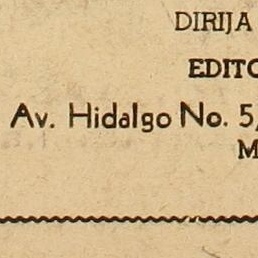 DIRIJA
EDITO
Av. Hidalgo No. 5,
M